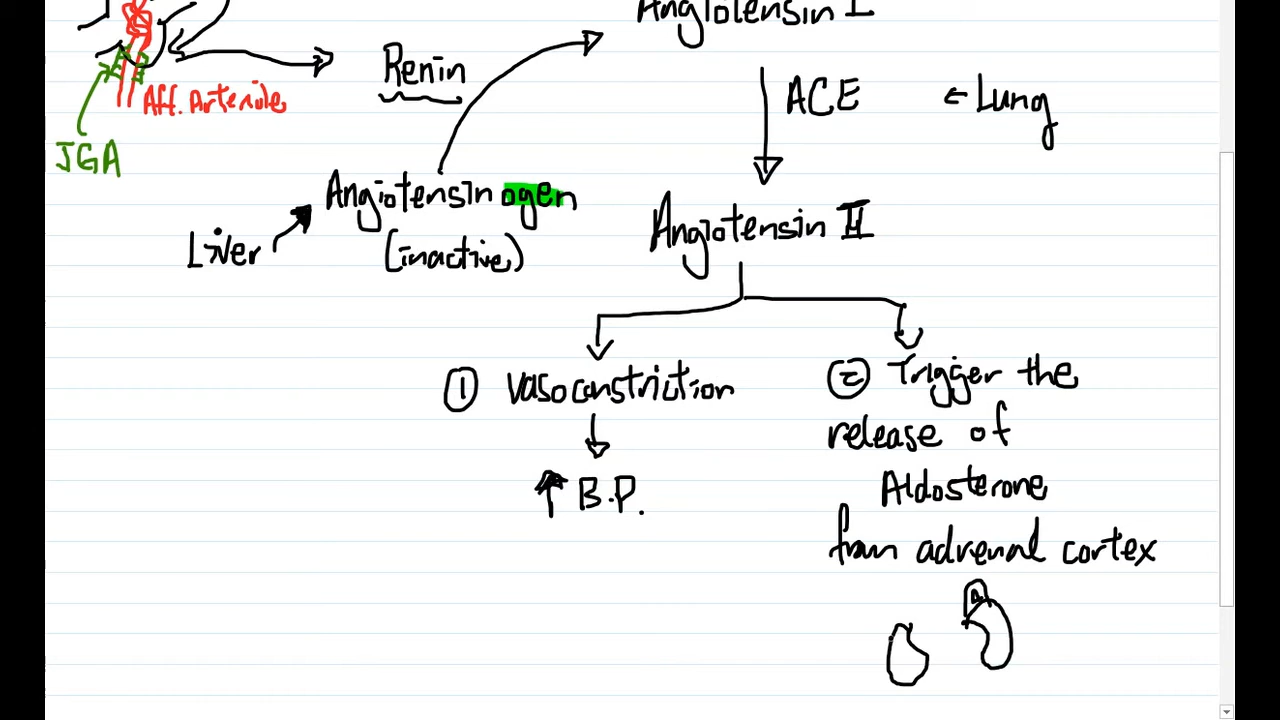 Angiotensin I
Renin
ACE
← Lung
Aff. Arteriole
JGA
Angiotensinogen
(inactive)
Liver
Angiotensin II
① Vasoconstriction
↑ B.P.
② Trigger the
release of
Aldosterone
from adrenal cortex